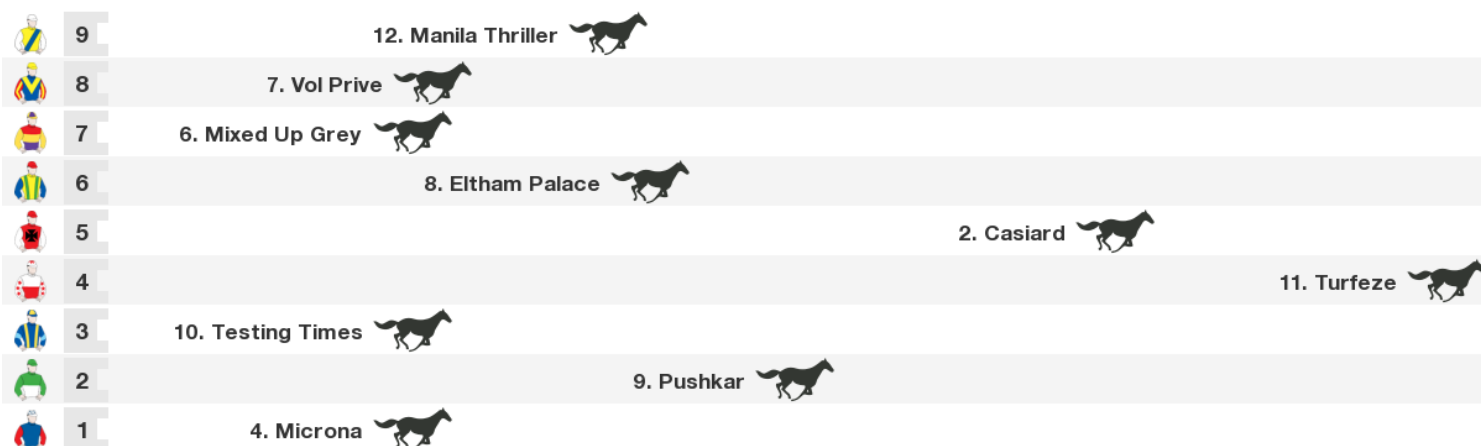 9 12. Manila Thriller
8 7. Vol Prive
7 6. Mixed Up Grey
6 8. Eltham Palace
5 2. Casiard
4 11. Turfeze
3 10. Testing Times
2 9. Pushkar
1 4. Microna